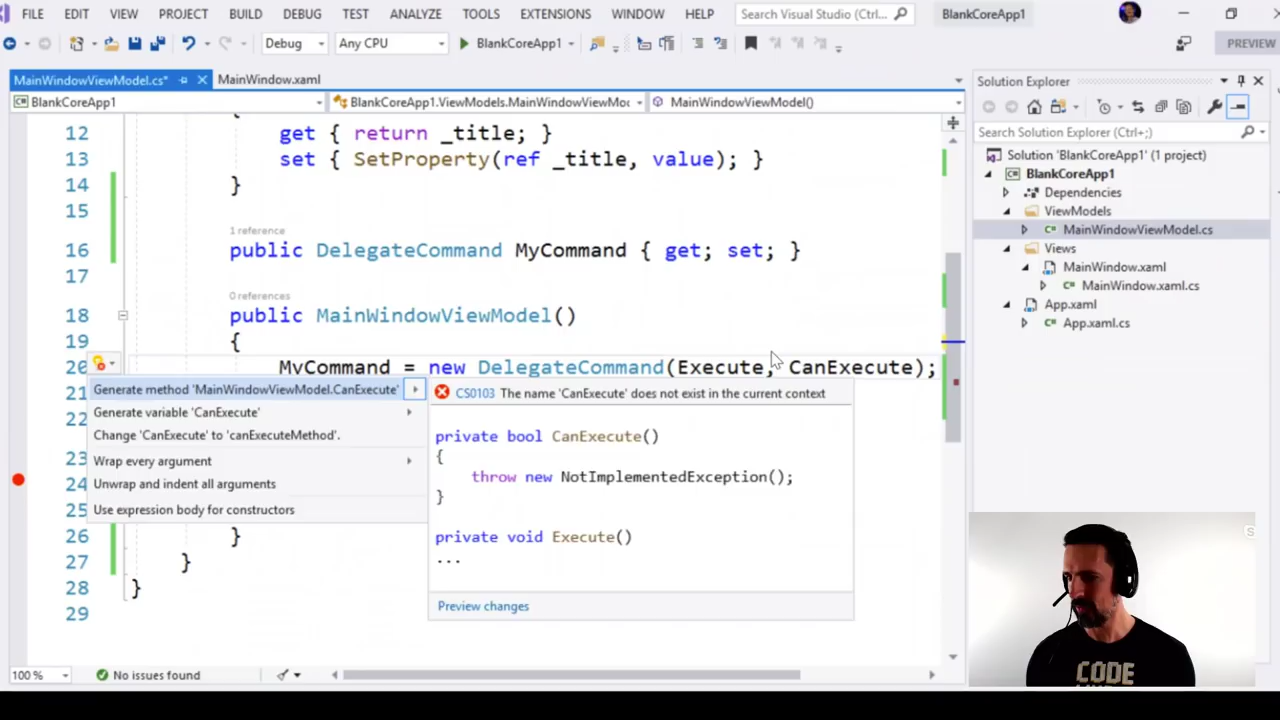 FILE EDIT VIEW PROJECT BUILD DEBUG TEST ANALYZE TOOLS EXTENSIONS WINDOW HELP Search Visual Studio (Ctrl+;) BlankCoreApp1
Debug Any CPU BlankCoreApp1 PREVIEW
MainWindowViewModel.cs* MainWindow.xaml
BlankCoreApp1 BlankCoreApp1.ViewModels.MainWindowViewMoc MainWindowViewModel()
12 get { return _title; }
13 set { SetProperty(ref _title, value); }
14 }
15
1 reference
16 public DelegateCommand MyCommand { get; set; }
17
0 references
18 public MainWindowViewModel()
19 {
20 MyCommand = new DelegateCommand(Execute, CanExecute);
21
22
23
24
25
26 }
27 }
28 }
29
Generate method 'MainWindowViewModel.CanExecute'
Generate variable 'CanExecute'
Change 'CanExecute' to 'canExecuteMethod'.
Wrap every argument
Unwrap and indent all arguments
Use expression body for constructors
CS0103 The name 'CanExecute' does not exist in the current context
private bool CanExecute()
{
throw new NotImplementedException();
}
private void Execute()
...
Preview changes
100 % No issues found
Solution Explorer
Search Solution Explorer (Ctrl+;)
Solution 'BlankCoreApp1' (1 project)
BlankCoreApp1
Dependencies
ViewModels
MainWindowViewModel.cs
Views
MainWindow.xaml
MainWindow.xaml.cs
App.xaml
App.xaml.cs
S
CODE